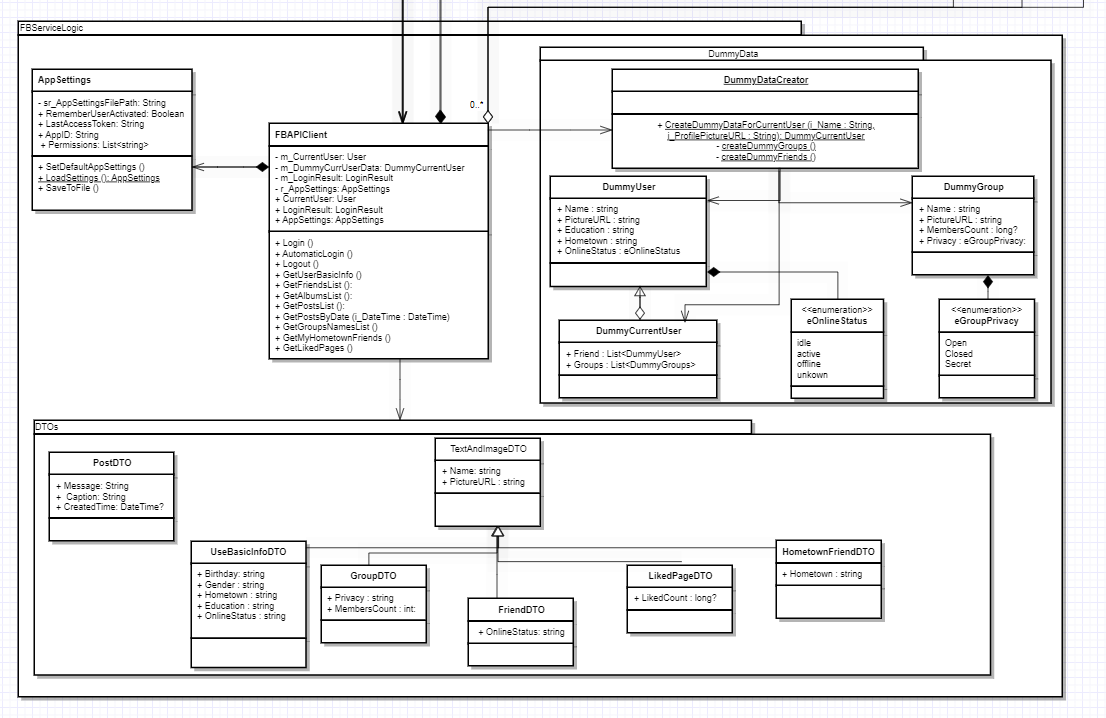 FBServiceLogic
AppSettings
- sr_AppSettingsFilePath: String
+ RememberUserActivated: Boolean
+ LastAccessToken: String
+ AppID: String
+ Permissions: List<string>
+ SetDefaultAppSettings ()
+ LoadSettings (): AppSettings
+ SaveToFile ()
0..*
FBAPIClient
- m_CurrentUser: User
- m_DummyCurrUserData: DummyCurrentUser
- m_LoginResult: LoginResult
- r_AppSettings: AppSettings
+ CurrentUser: User
+ LoginResult: LoginResult
+ AppSettings: AppSettings
+ Login ()
+ AutomaticLogin ()
+ Logout ()
+ GetUserBasicInfo ()
+ GetFriendsList ():
+ GetAlbumsList ():
+ GetPostsList ():
+ GetPostsByDate (i_DateTime : DateTime)
+ GetGroupsNamesList ()
+ GetMyHometownFriends ()
+ GetLikedPages ()
DummyData
DummyDataCreator
+ CreateDummyDataForCurrentUser (i_Name : String,
i_ProfilePictureURL : String): DummyCurrentUser
- createDummyGroups ()
- createDummyFriends ()
DummyUser
+ Name : string
+ PictureURL : string
+ Education : string
+ Hometown : string
+ OnlineStatus : eOnlineStatus
DummyGroup
+ Name : string
+ PictureURL : string
+ MembersCount : long?
+ Privacy : eGroupPrivacy:
DummyCurrentUser
+ Friend : List<DummyUser>
+ Groups : List<DummyGroups>
<<enumeration>>
eOnlineStatus
idle
active
offline
unkown
<<enumeration>>
eGroupPrivacy
Open
Closed
Secret
DTOs
PostDTO
+ Message: String
+ Caption: String
+ CreatedTime: DateTime?
TextAndImageDTO
+ Name: string
+ PictureURL : string
UseBasicInfoDTO
+ Birthday: string
+ Gender : string
+ Hometown : string
+ Education : string
+ OnlineStatus : string
GroupDTO
+ Privacy : string
+ MembersCount : int:
FriendDTO
+ OnlineStatus: string
LikedPageDTO
+ LikedCount : long?
HometownFriendDTO
+ Hometown : string